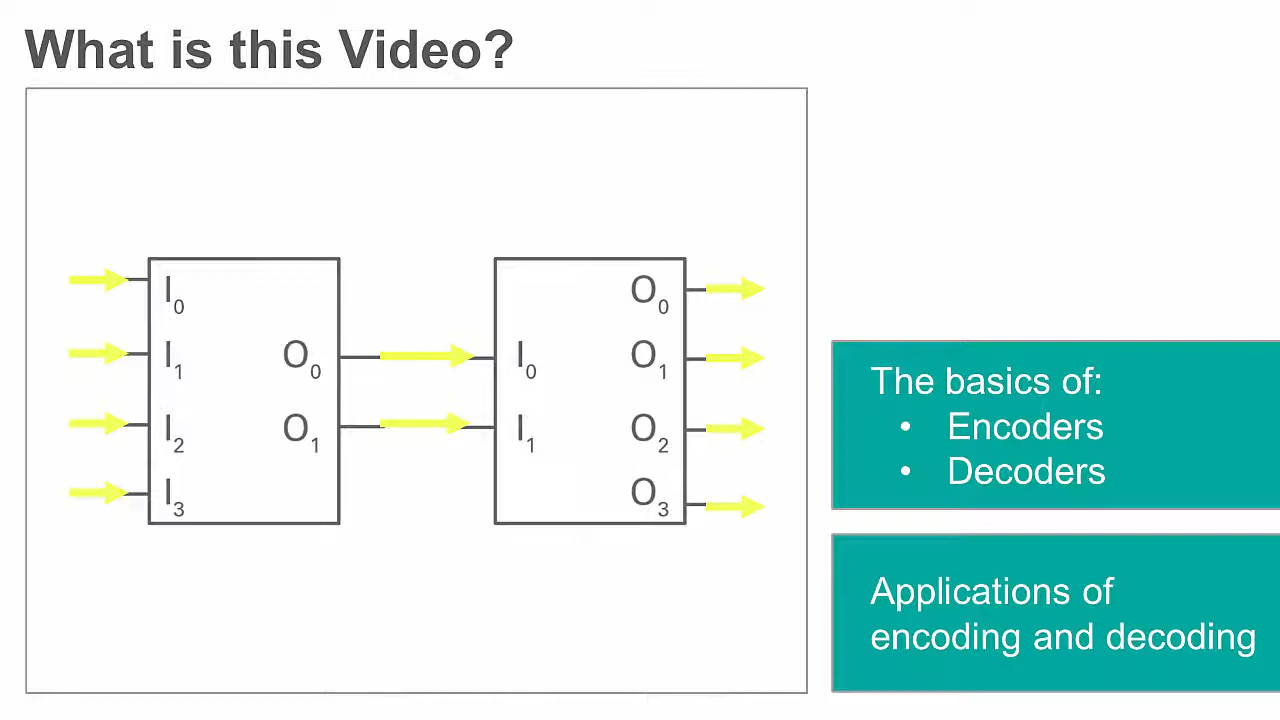 What is this Video?
I0
I1
I2
I3
O0
O1
I0
I1
O0
O1
O2
O3
The basics of:
• Encoders
• Decoders
Applications of
encoding and decoding